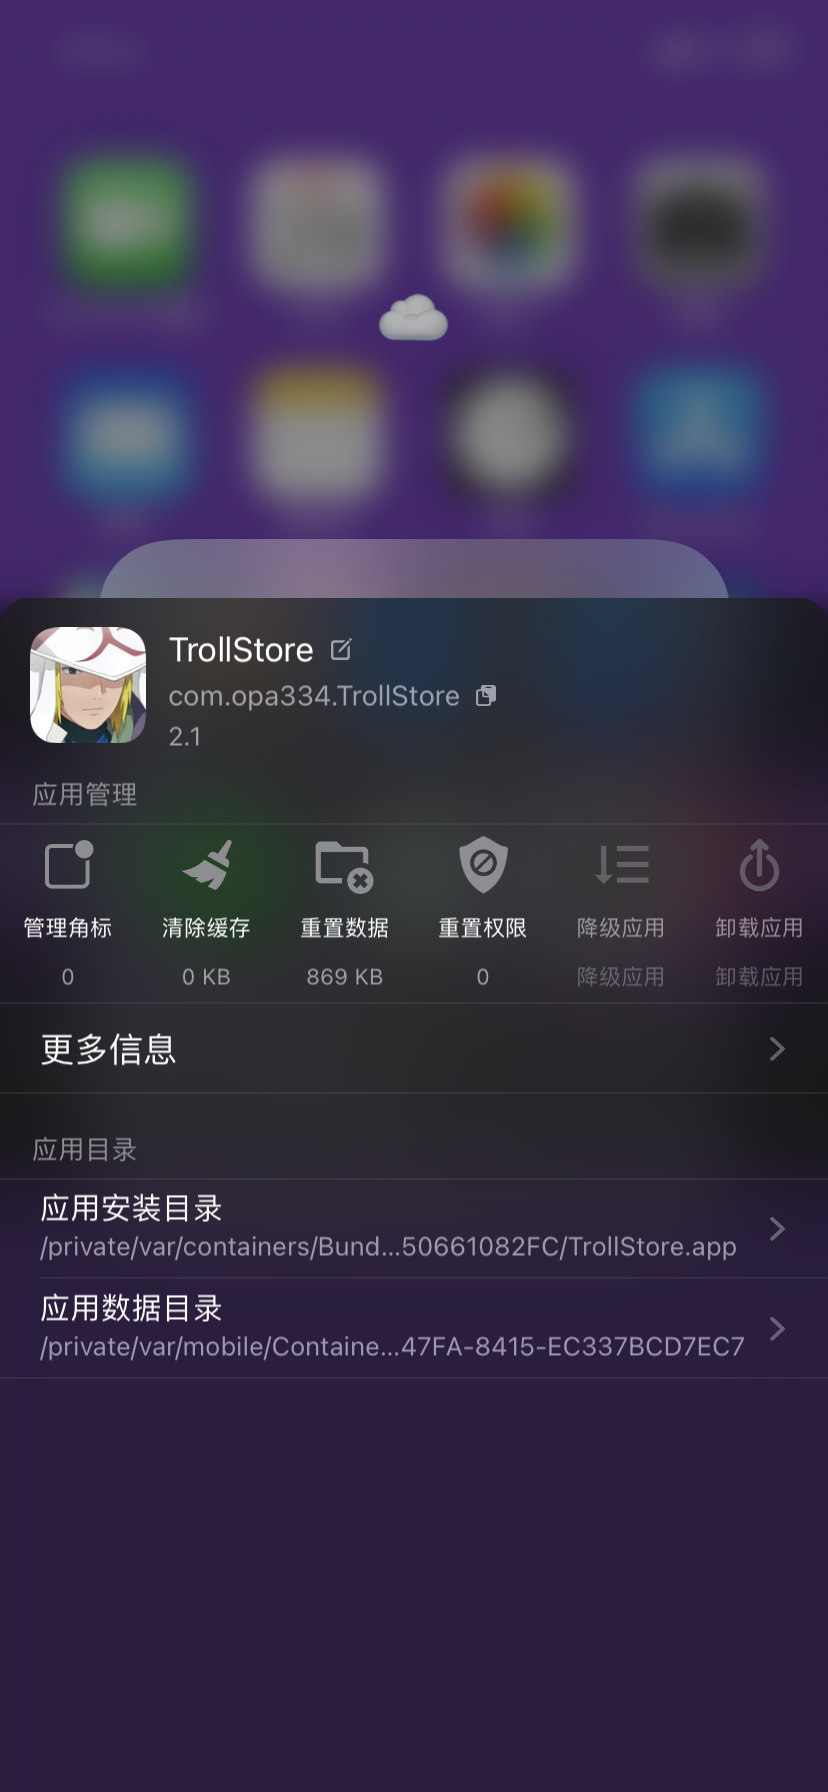 TrollStore
com.opa334.TrollStore
2.1
应用管理
管理角标 清除缓存 重置数据 重置权限 降级应用 卸载应用
0 0 KB 869 KB 0 降级应用 卸载应用
更多信息
应用目录
应用安装目录
/private/var/containers/Bund...50661082FC/TrollStore.app
应用数据目录
/private/var/mobile/Containe...47FA-8415-EC337BCD7EC7